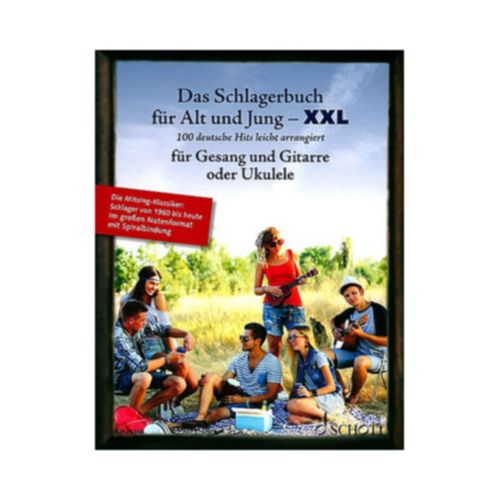 Das Schlagerbuch
für Alt und Jung – XXL
100 deutsche Hits leicht arrangiert
für Gesang und Gitarre
oder Ukulele
Die Mitsing-Klassiker:
Schlager von 1960 bis heute
im großen Notenformat
mit Spiralbindung
SCHOTT